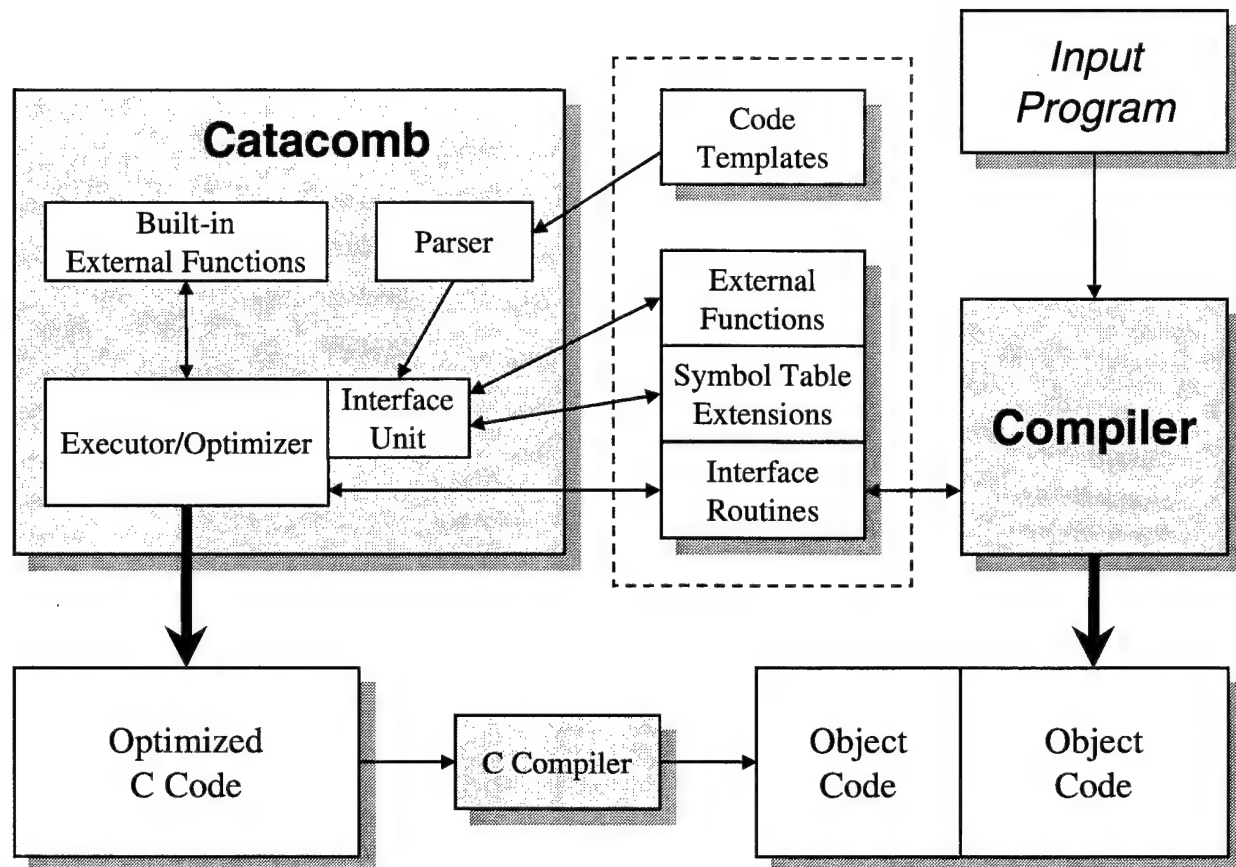 Input
Program
Catacomb
Code
Templates
Built-in
External Functions
Parser
External
Functions
Symbol Table
Extensions
Interface
Routines
Interface
Unit
Executor/Optimizer
Compiler
Optimized
C Code
C Compiler
Object
Code
Object
Code